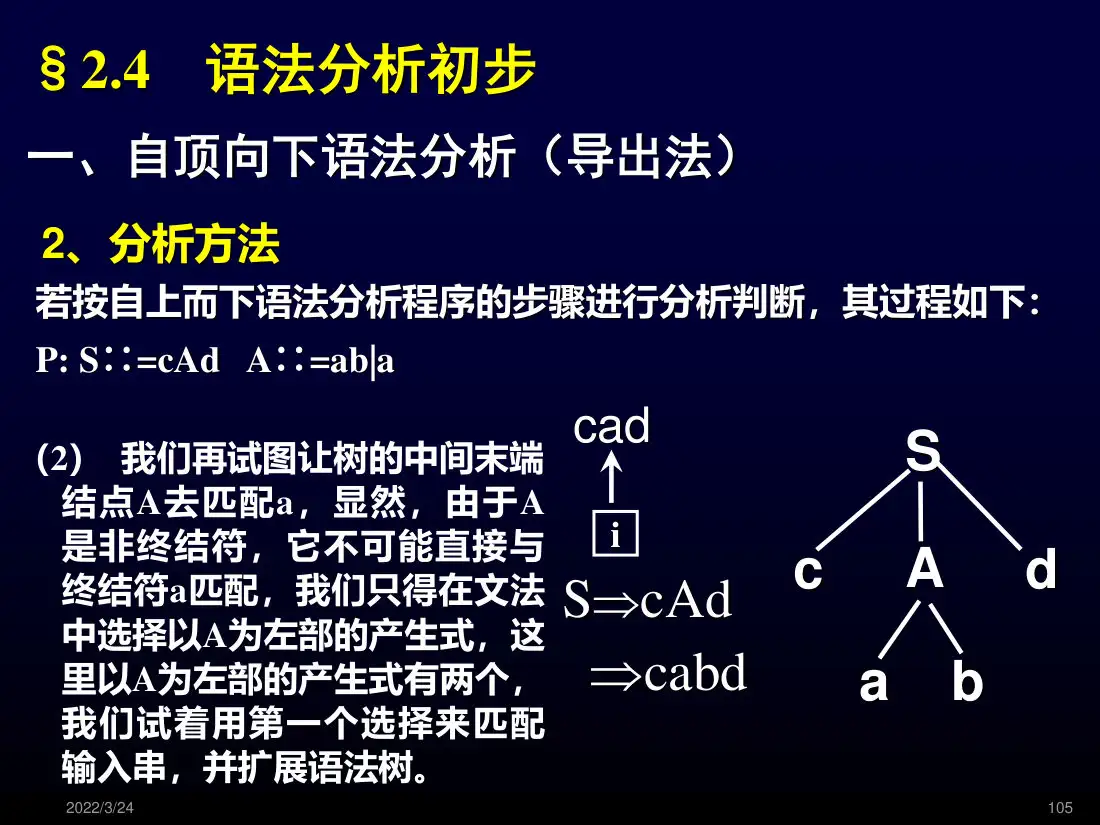 §2.4 语法分析初步
一、自顶向下语法分析（导出法）
2、分析方法
若按自上而下语法分析程序的步骤进行分析判断，其过程如下：
P: S∷=cAd A∷=ab|a
（2） 我们再试图让树的中间末端
结点A去匹配a，显然，由于A
是非终结符，它不可能直接与
终结符a匹配，我们只得在文法
中选择以A为左部的产生式，这
里以A为左部的产生式有两个，
我们试着用第一个选择来匹配
输入串，并扩展语法树。
cad
i
S⇒cAd
⇒cabd
S
c A d
a b
2022/3/24
105